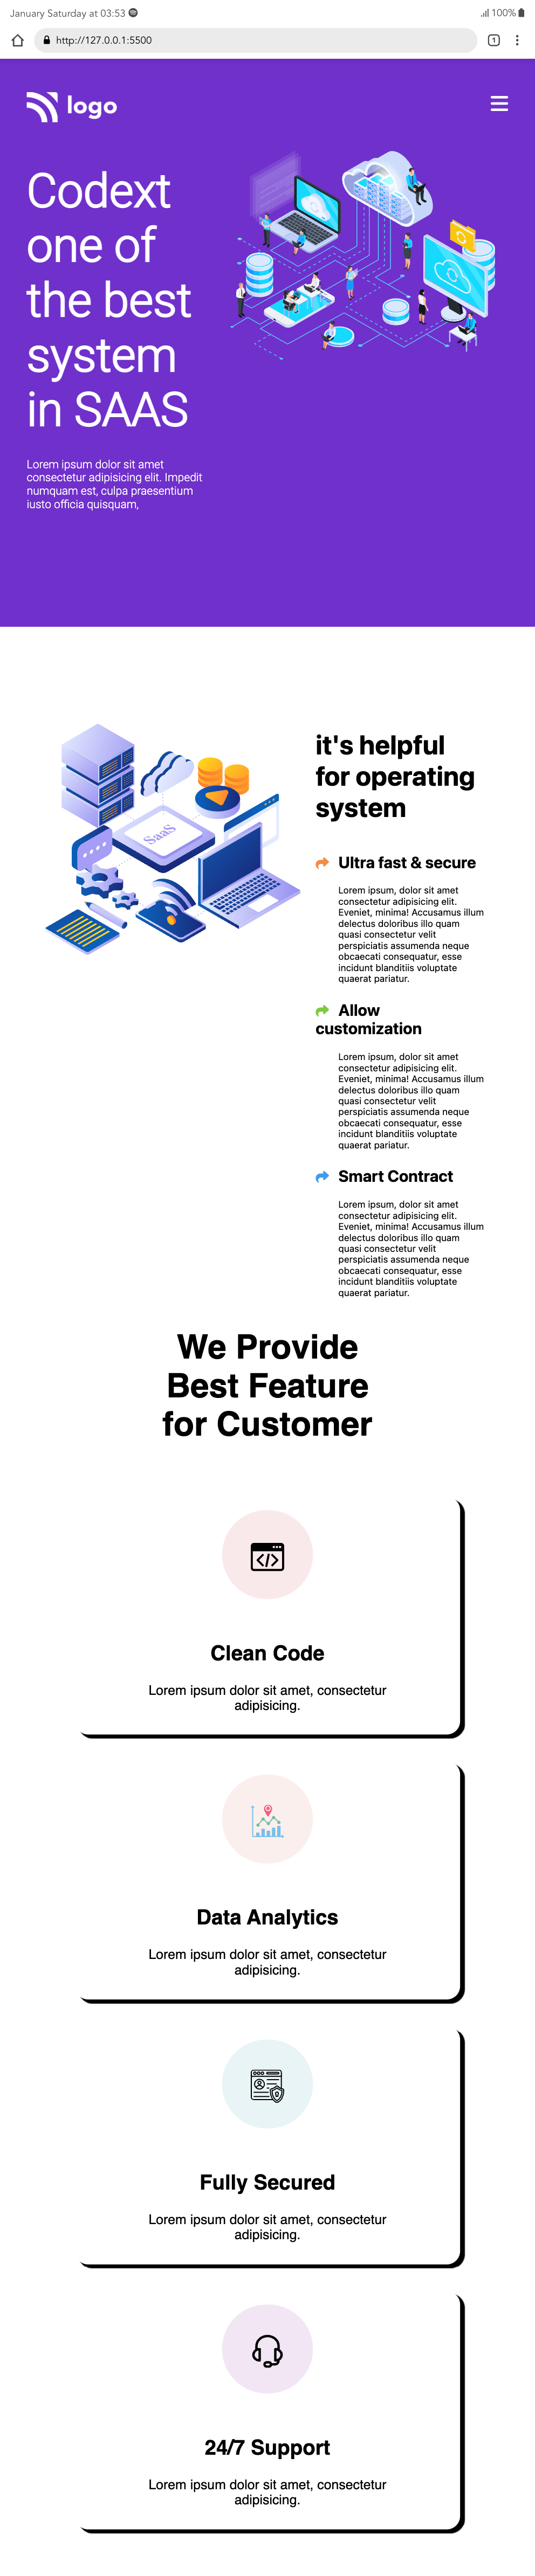 January Saturday at 03:53
100%
http://127.0.0.1:5500
1
logo
Codext
one of
the best
system
in SAAS
Lorem ipsum dolor sit amet
consectetur adipisicing elit. Impedit
numquam est, culpa praesentium
iusto officia quisquam,
SaaS
it's helpful
for operating
system
Ultra fast & secure
Lorem ipsum, dolor sit amet
consectetur adipisicing elit.
Eveniet, minima! Accusamus illum
delectus doloribus illo quam
quasi consectetur velit
perspiciatis assumenda neque
obcaecati consequatur, esse
incidunt blanditiis voluptate
quaerat pariatur.
Allow
customization
Lorem ipsum, dolor sit amet
consectetur adipisicing elit.
Eveniet, minima! Accusamus illum
delectus doloribus illo quam
quasi consectetur velit
perspiciatis assumenda neque
obcaecati consequatur, esse
incidunt blanditiis voluptate
quaerat pariatur.
Smart Contract
Lorem ipsum, dolor sit amet
consectetur adipisicing elit.
Eveniet, minima! Accusamus illum
delectus doloribus illo quam
quasi consectetur velit
perspiciatis assumenda neque
obcaecati consequatur, esse
incidunt blanditiis voluptate
quaerat pariatur.
We Provide
Best Feature
for Customer
Clean Code
Lorem ipsum dolor sit amet, consectetur
adipisicing.
Data Analytics
Lorem ipsum dolor sit amet, consectetur
adipisicing.
Fully Secured
Lorem ipsum dolor sit amet, consectetur
adipisicing.
24/7 Support
Lorem ipsum dolor sit amet, consectetur
adipisicing.